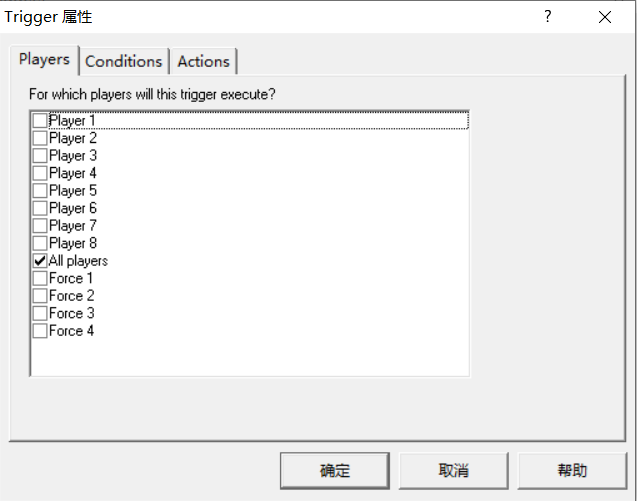 Trigger 属性
?
Players Conditions Actions
For which players will this trigger execute?
Player 1
Player 2
Player 3
Player 4
Player 5
Player 6
Player 7
Player 8
All players
Force 1
Force 2
Force 3
Force 4
确定 取消 帮助